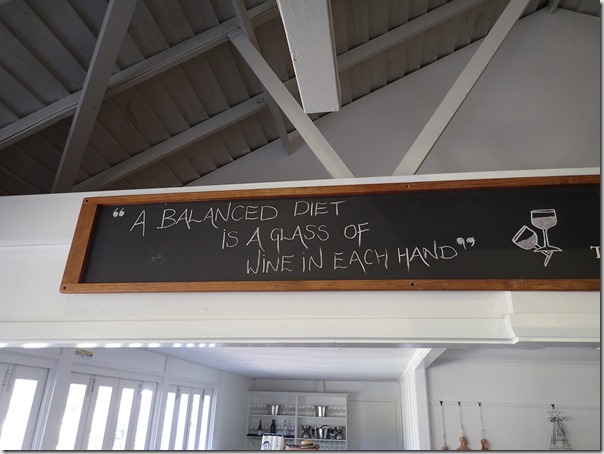 “ A BALANCED DIET
IS A GLASS OF
WINE IN EACH HAND”